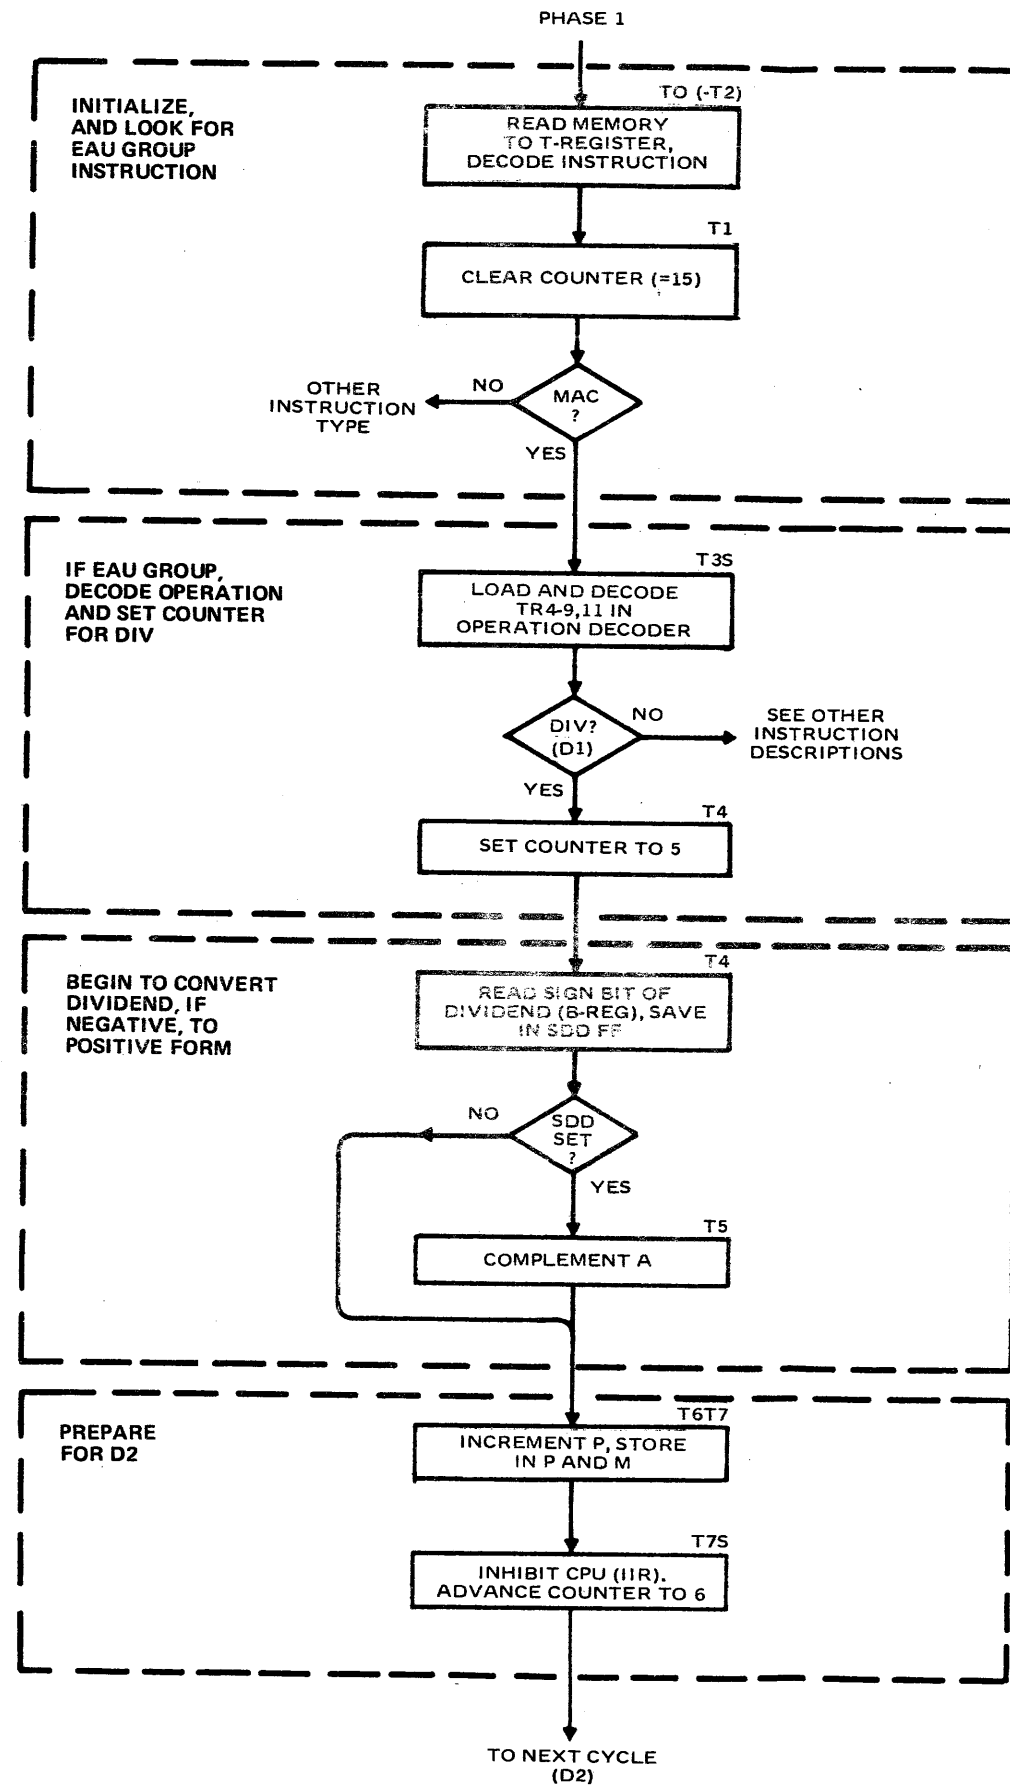 PHASE 1
INITIALIZE,
AND LOOK FOR
EAU GROUP
INSTRUCTION
TO (-T2)
READ MEMORY
TO T-REGISTER,
DECODE INSTRUCTION
T1
CLEAR COUNTER (=15)
MAC
?
NO
OTHER
INSTRUCTION
TYPE
YES
IF EAU GROUP,
DECODE OPERATION
AND SET COUNTER
FOR DIV
T3S
LOAD AND DECODE
TR4-9,11 IN
OPERATION DECODER
DIV?
(D1)
NO
SEE OTHER
INSTRUCTION
DESCRIPTIONS
YES
T4
SET COUNTER TO 5
BEGIN TO CONVERT
DIVIDEND, IF
NEGATIVE, TO
POSITIVE FORM
T4
READ SIGN BIT OF
DIVIDEND (B-REG), SAVE
IN SDD FF
SDD
SET
?
NO
YES
T5
COMPLEMENT A
PREPARE
FOR D2
T6T7
INCREMENT P, STORE
IN P AND M
T7S
INHIBIT CPU (IIR).
ADVANCE COUNTER TO 6
TO NEXT CYCLE
(D2)